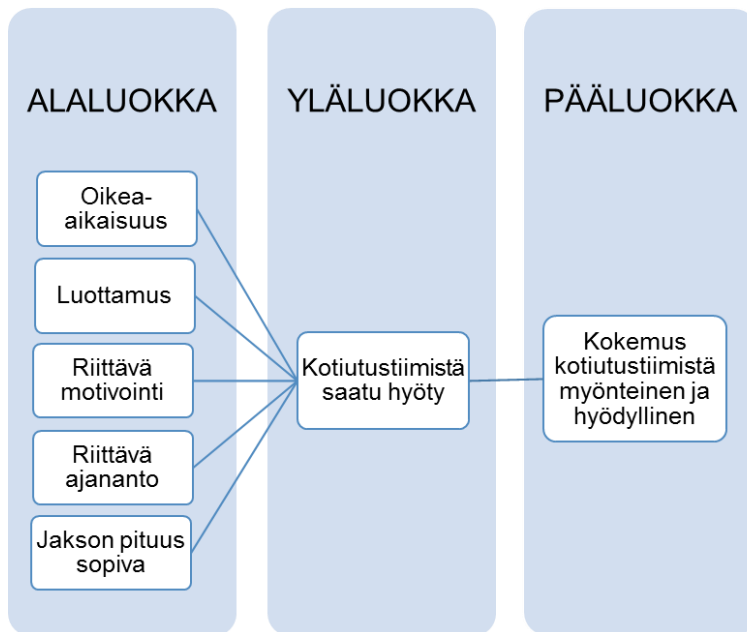 ALALUOKKA
YLÄLUOKKA
PÄÄLUOKKA
Oikea-
aikaisuus
Luottamus
Riittävä
motivointi
Riittävä
ajananto
Jakson pituus
sopiva
Kotiutustiimistä
saatu hyöty
Kokemus
kotiutustiimistä
myönteinen ja
hyödyllinen